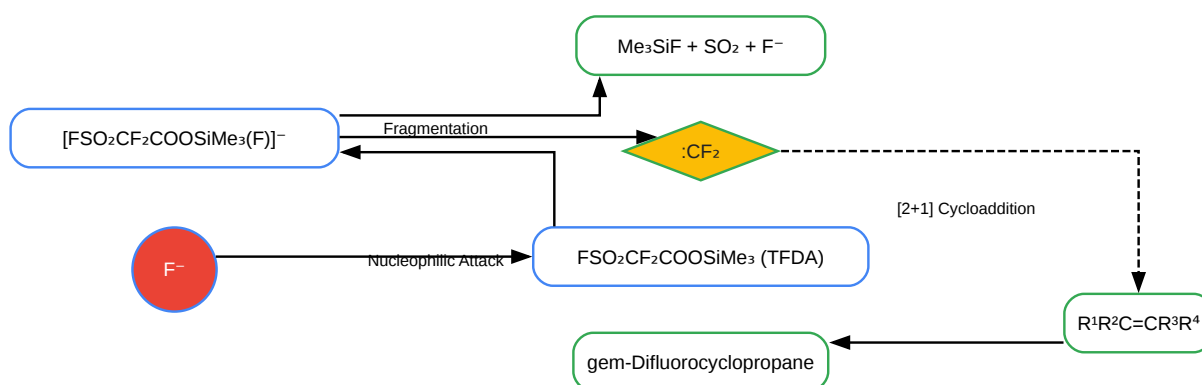 Me₃SiF + SO₂ + F⁻
[FSO₂CF₂COOSiMe₃(F)]⁻
Fragmentation
:CF₂
[2+1] Cycloaddition
F⁻
Nucleophilic Attack
FSO₂CF₂COOSiMe₃ (TFDA)
R¹R²C=CR³R⁴
gem-Difluorocyclopropane